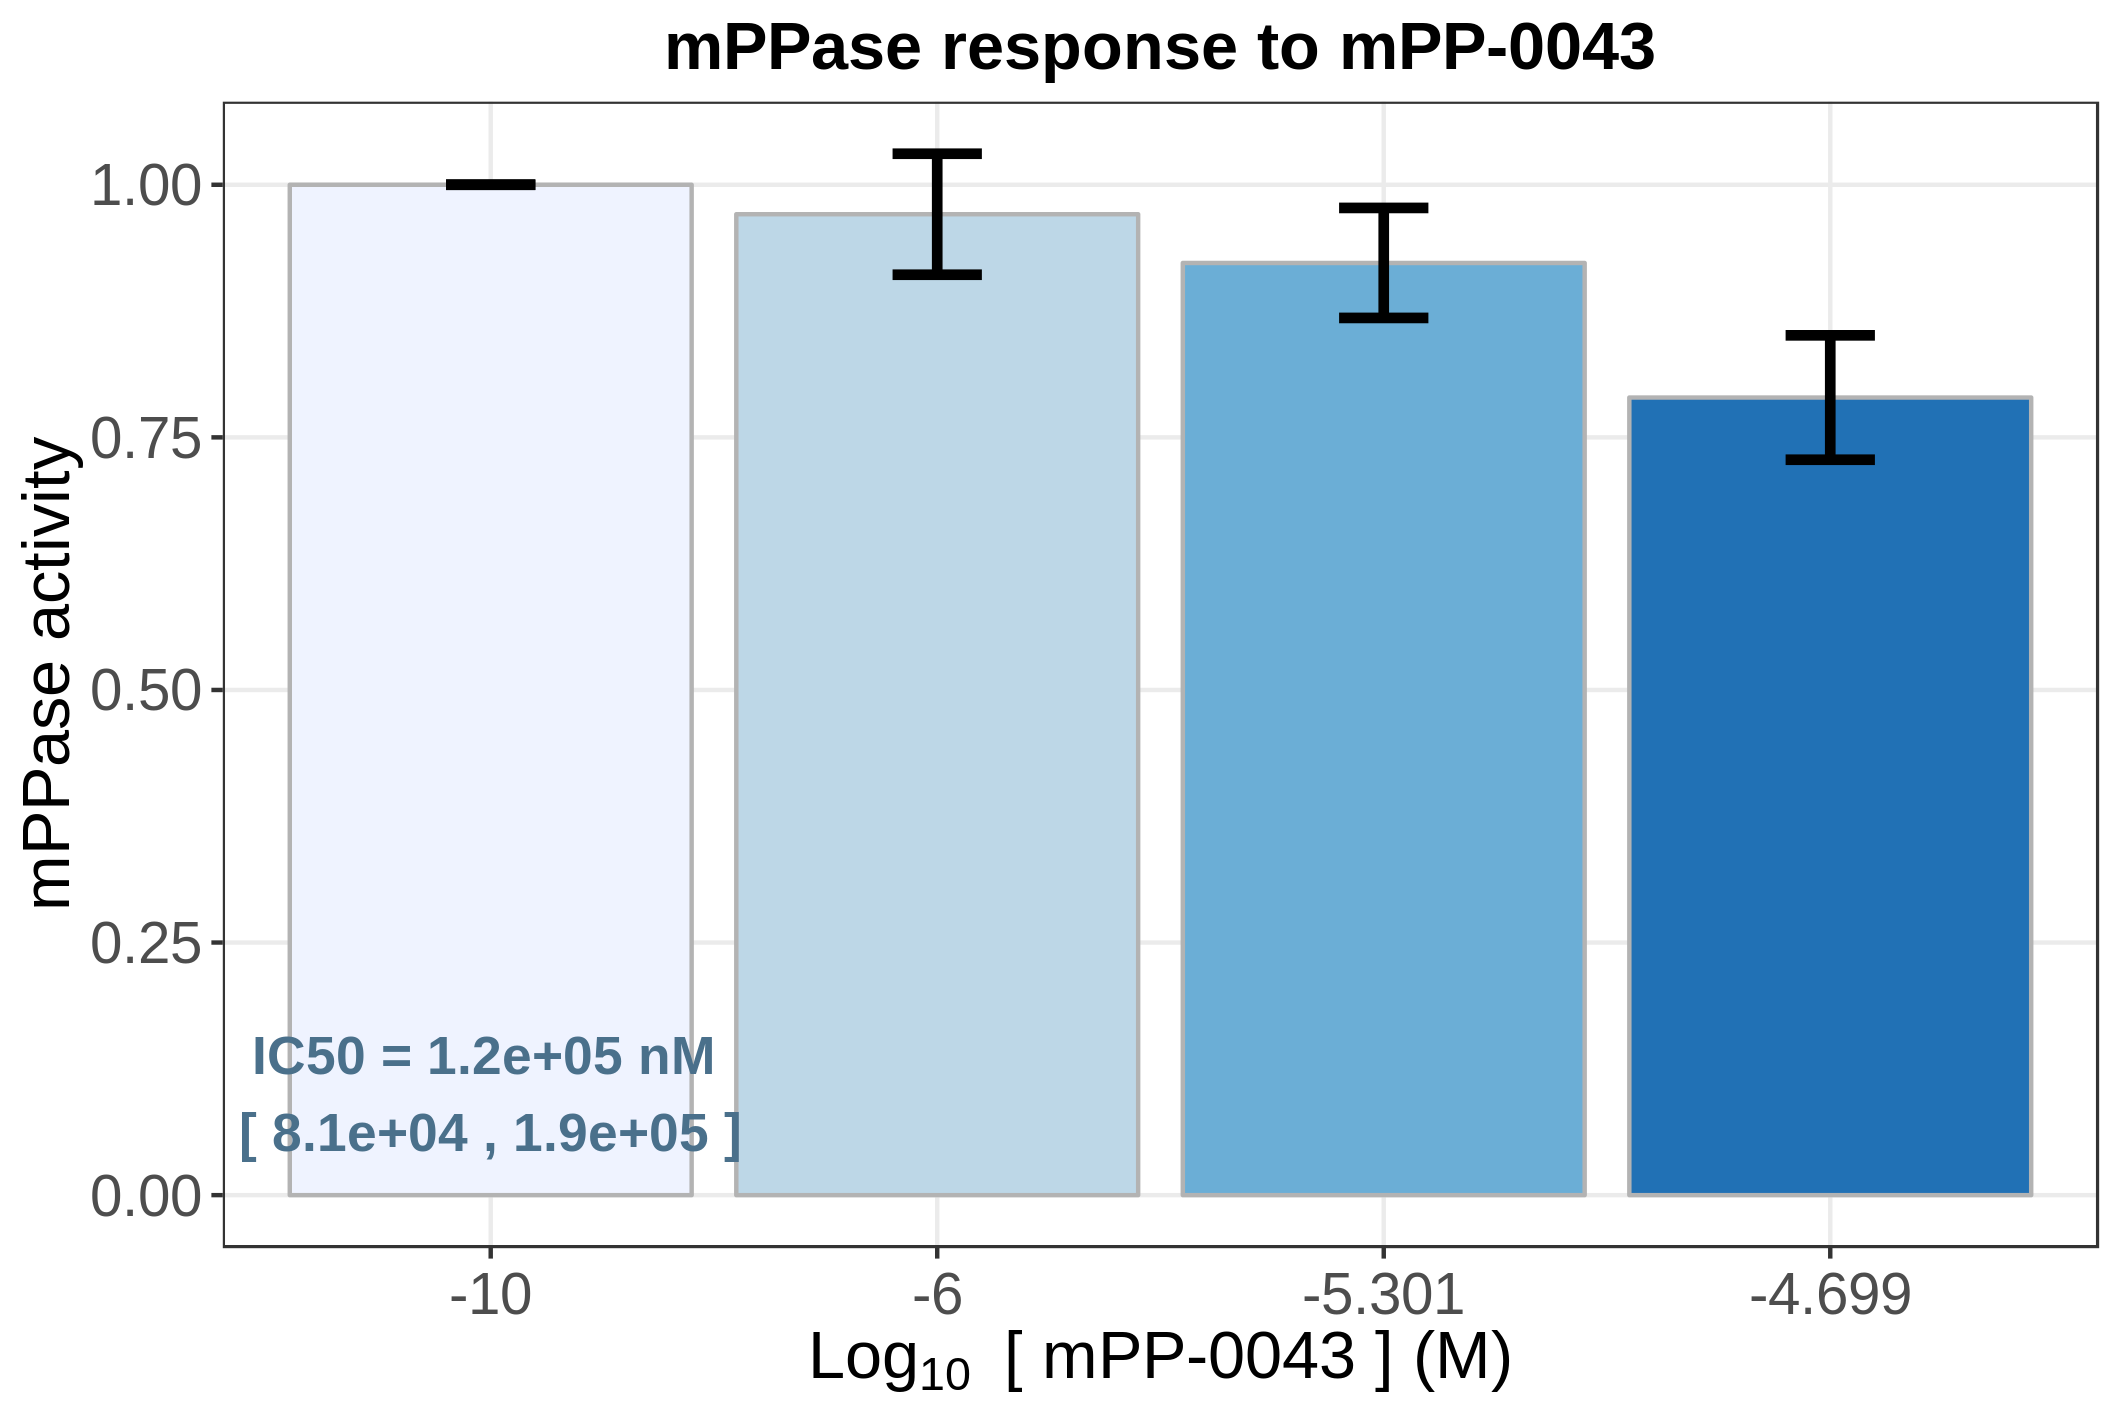 mPPase response to mPP-0043
mPPase activity
1.00
0.75
0.50
0.25
0.00
IC50 = 1.2e+05 nM
[ 8.1e+04 , 1.9e+05 ]
-10
-6
-5.301
-4.699
Log10 [ mPP-0043 ] (M)